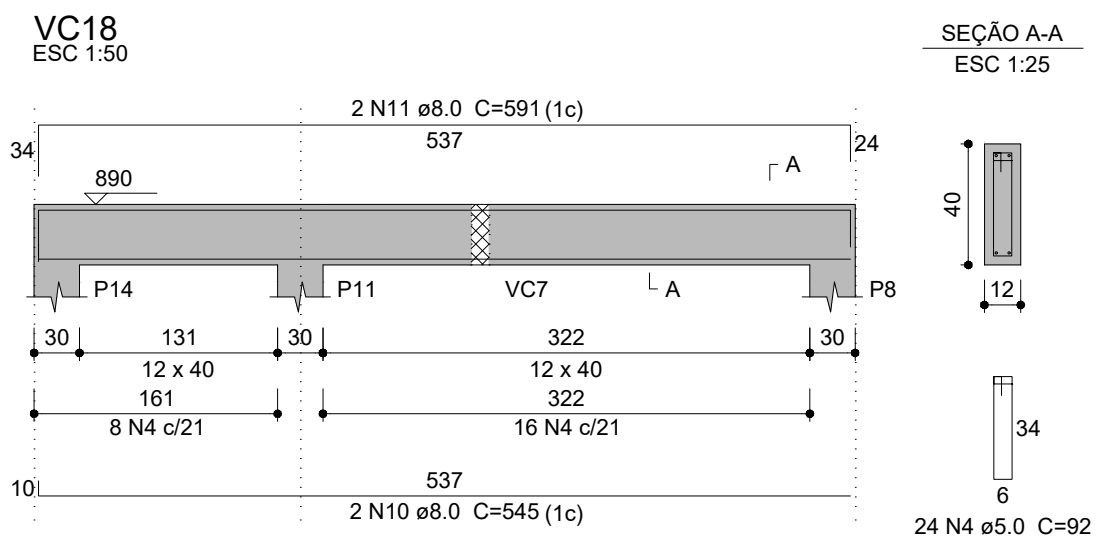 VC18
ESC 1:50
SEÇÃO A-A
ESC 1:25
2 N11 ø8.0 C=591 (1c)
34 537 24
A
890
40
P14 P11 VC7 A P8
12
30 131 30 322 30
12 x 40 12 x 40
161 322
8 N4 c/21 16 N4 c/21
34
10 537
6
2 N10 ø8.0 C=545 (1c)
24 N4 ø5.0 C=92